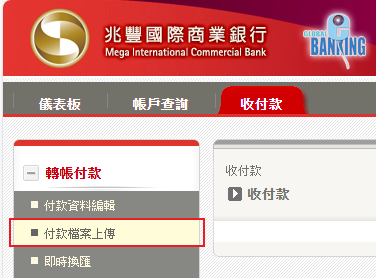 兆豐國際商業銀行
Mega International Commercial Bank
GLOBAL
BANKING
儀表板
帳戶查詢
收付款
轉帳付款
付款資料編輯
付款檔案上傳
即時換匯
收付款
收付款